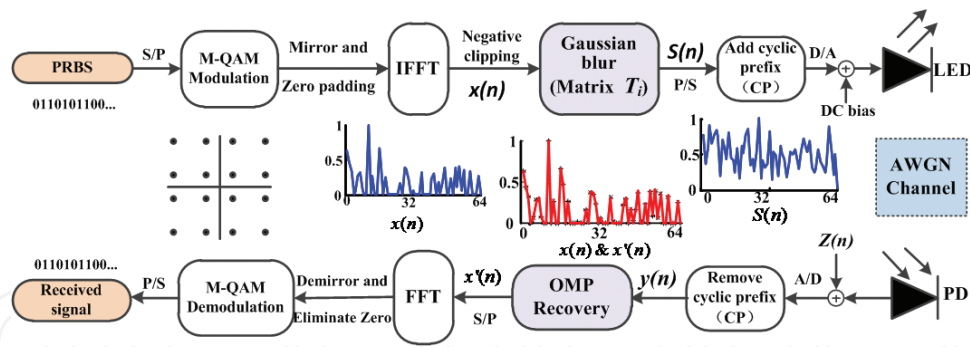 PRBS
0110101100...
S/P
M-QAM
Modulation
Mirror and
Zero padding
IFFT
Negative
clipping
x(n)
Gaussian
blur
(Matrix Ti)
S(n)
P/S
Add cyclic
prefix
(CP)
D/A
+
DC bias
LED
1
0.5
0
32
64
x(n)
1
0.5
0
0
32
64
x(n) & x'(n)
1
0.5
0
0
32
64
S(n)
AWGN
Channel
0110101100...
Received
signal
P/S
M-QAM
Demodulation
Demirror and
Eliminate Zero
FFT
x'(n)
S/P
OMP
Recovery
y(n)
Remove
cyclic prefix
(CP)
A/D
Z(n)
+
PD